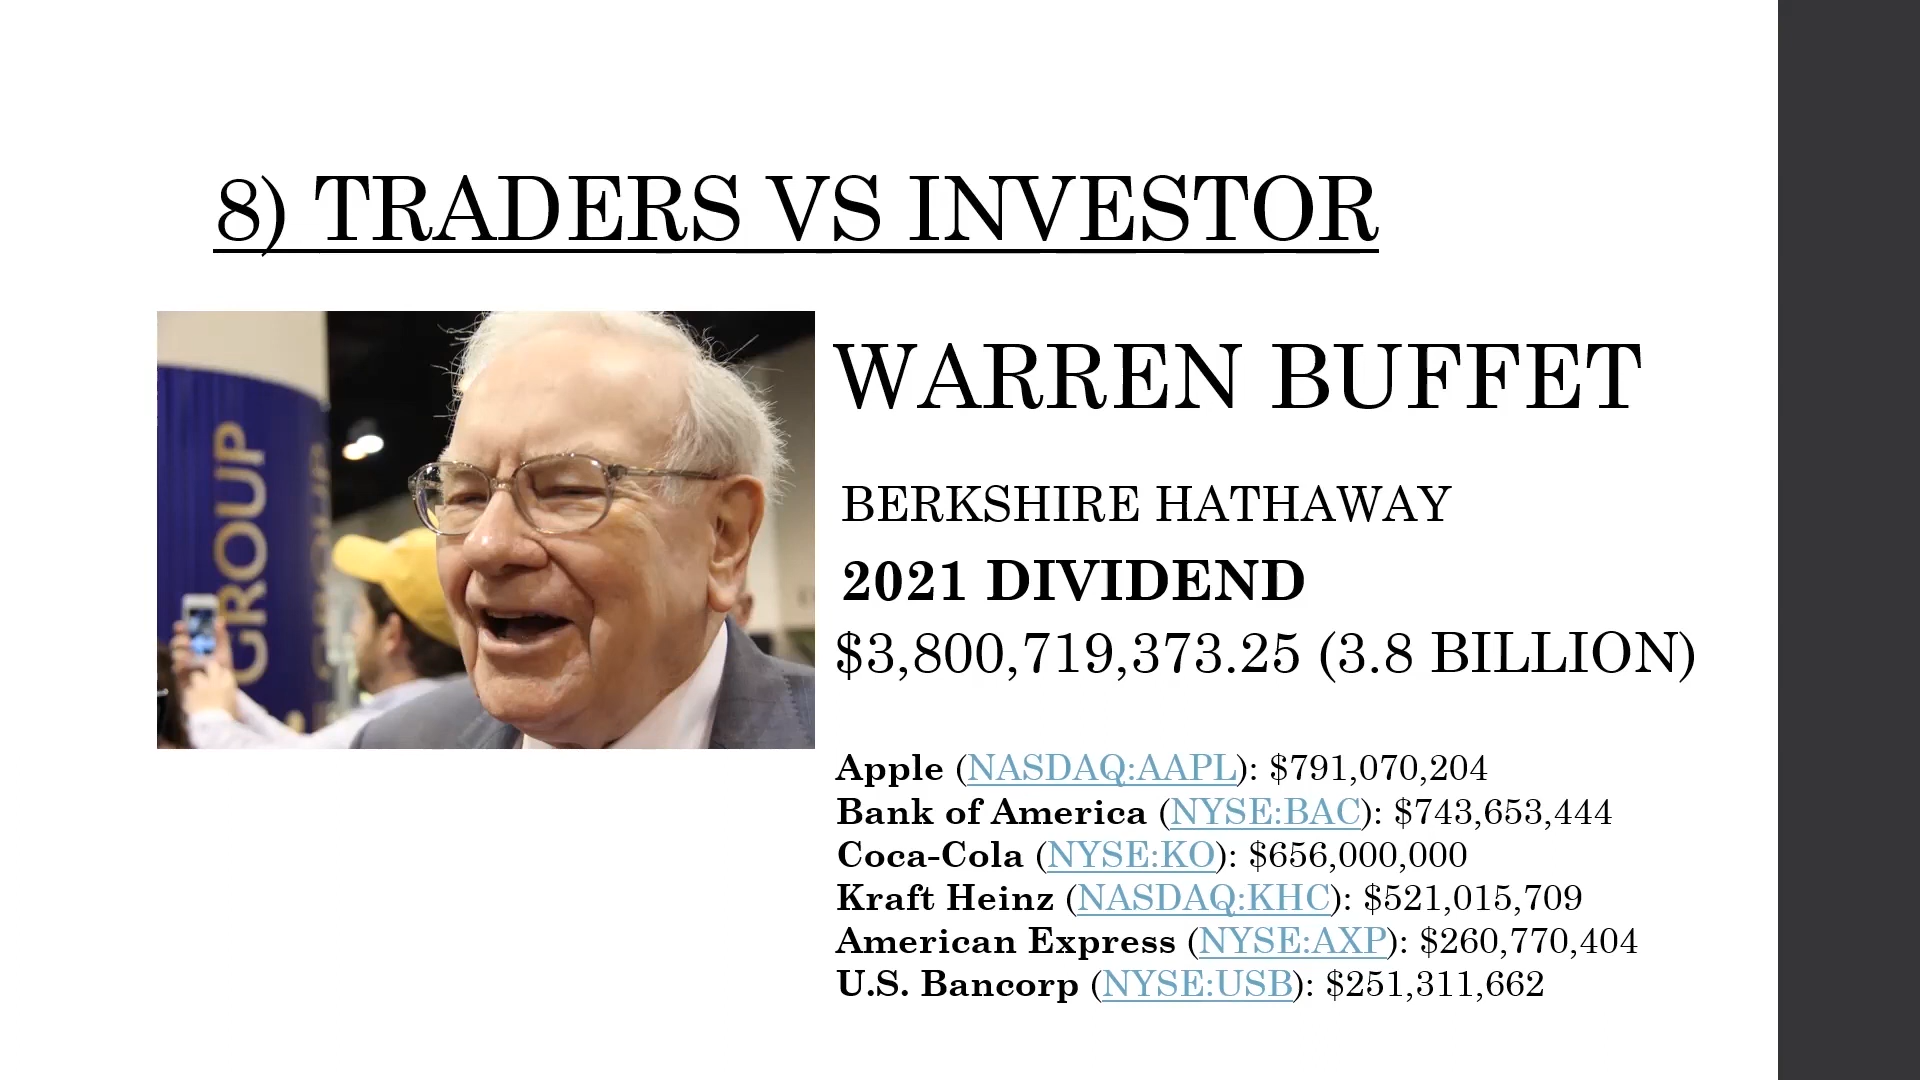 8) TRADERS VS INVESTOR
GROUP
WARREN BUFFET
BERKSHIRE HATHAWAY
2021 DIVIDEND
$3,800,719,373.25 (3.8 BILLION)
Apple (NASDAQ:AAPL): $791,070,204
Bank of America (NYSE:BAC): $743,653,444
Coca-Cola (NYSE:KO): $656,000,000
Kraft Heinz (NASDAQ:KHC): $521,015,709
American Express (NYSE:AXP): $260,770,404
U.S. Bancorp (NYSE:USB): $251,311,662